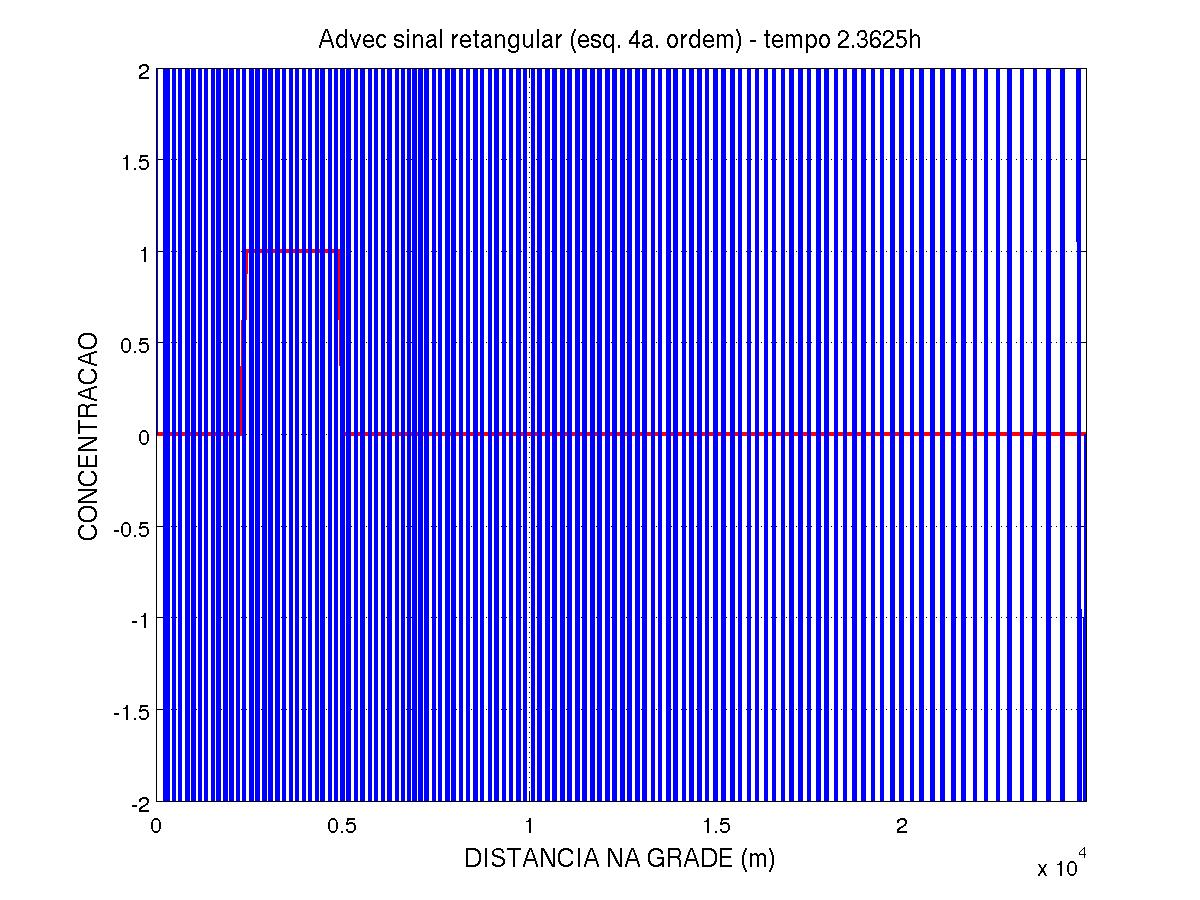 Advec sinal retangular (esq. 4a. ordem) - tempo 2.3625h
2
1.5
1
0.5
0
-0.5
-1
-1.5
-2
CONCENTRACAO
0 0.5 1 1.5 2
DISTANCIA NA GRADE (m)
x 10^4